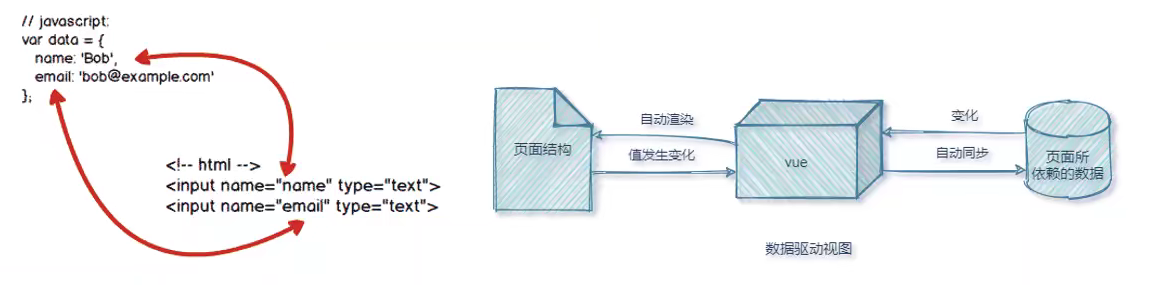 // javascript:
var data = {
name: 'Bob',
email: 'bob@example.com'
};
<!-- html -->
<input name="name" type="text">
<input name="email" type="text">
页面结构
自动渲染
值发生变化
vue
变化
自动同步
页面所
依赖的数据
数据驱动视图